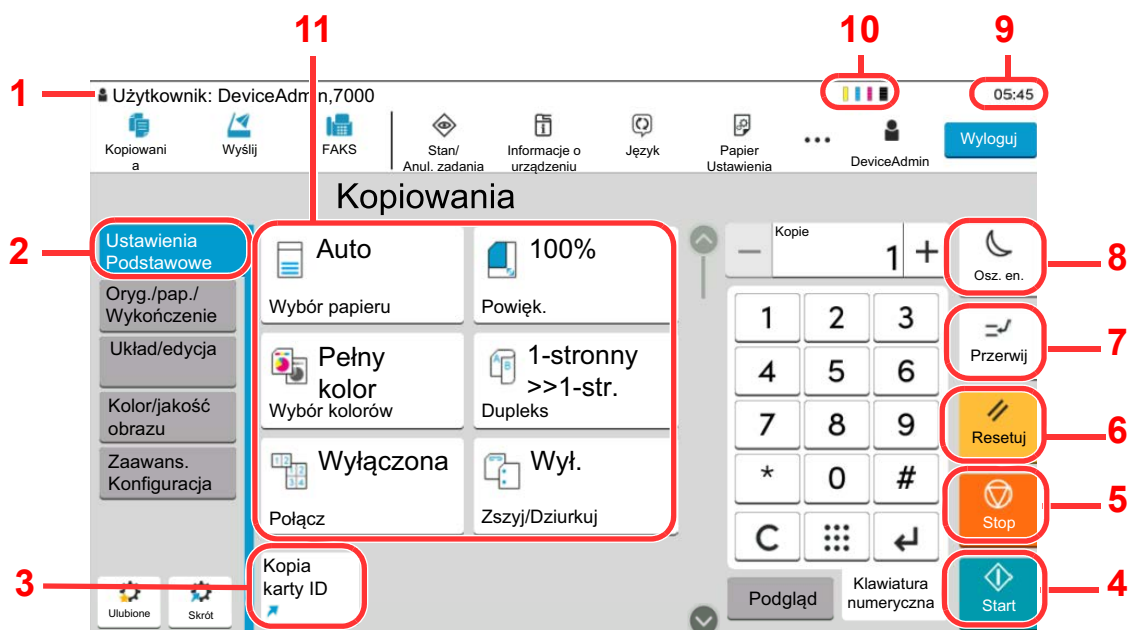 11
10
9
1
Użytkownik: DeviceAdmin,7000
05:45
Kopiowani
a
Wyślij
FAKS
Stan/
Anul. zadania
Informacje o
urządzeniu
Język
Papier
Ustawienia
DeviceAdmin
Wyloguj
Kopiowania
2
Ustawienia
Podstawowe
Oryg./pap./
Wykończenie
Układ/edycja
Kolor/jakość
obrazu
Zaawans.
Konfiguracja
Auto
Wybór papieru
100%
Powięk.
Pełny
kolor
Wybór kolorów
1-stronny
>>1-str.
Dupleks
Wyłączona
Połącz
Wył.
Zszyj/Dziurkuj
Kopie
— 1 +
1 2 3
4 5 6
7 8 9
* 0 #
C
Osz. en.
8
Przerwij
7
Resetuj
6
Stop
5
3
Kopia
karty ID
Ulubione
Skrót
Podgląd
Klawiatura
numeryczna
Start
4